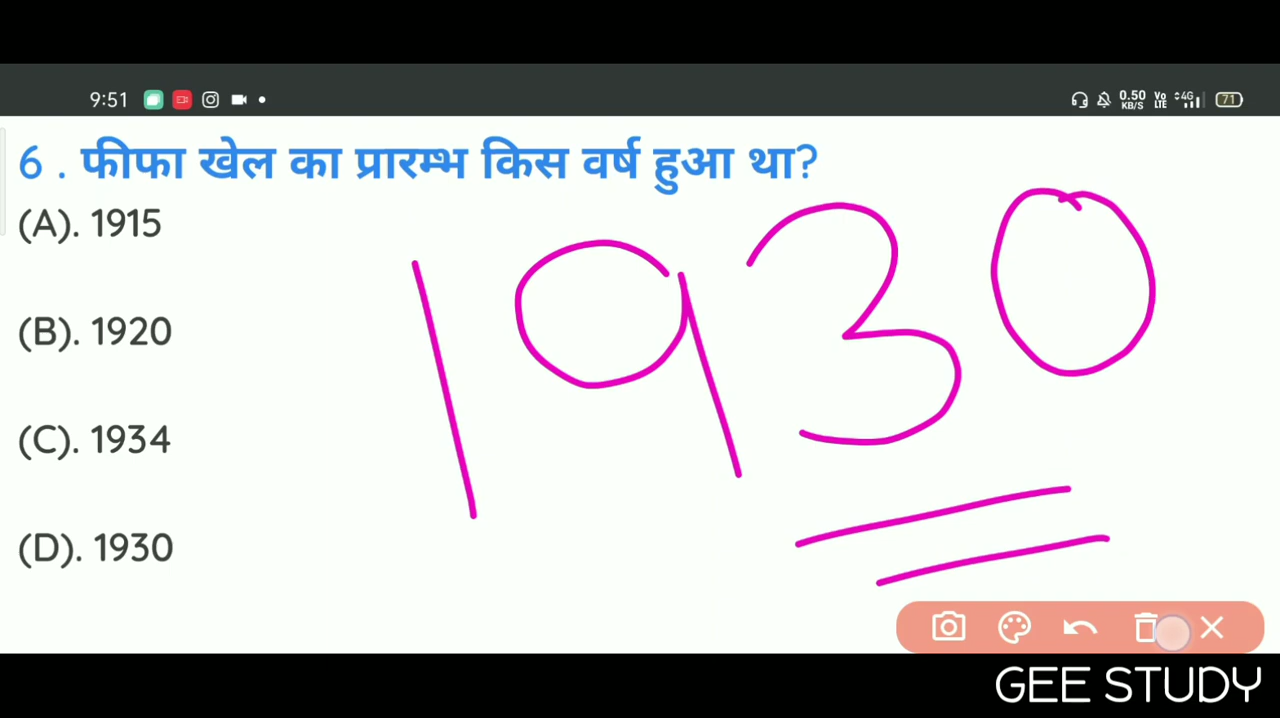 9:51 0.50 KB/S Vo LTE 4G 71
6 . फीफा खेल का प्रारम्भ किस वर्ष हुआ था?
(A). 1915
(B). 1920
(C). 1934
(D). 1930
1930
GEE STUDY